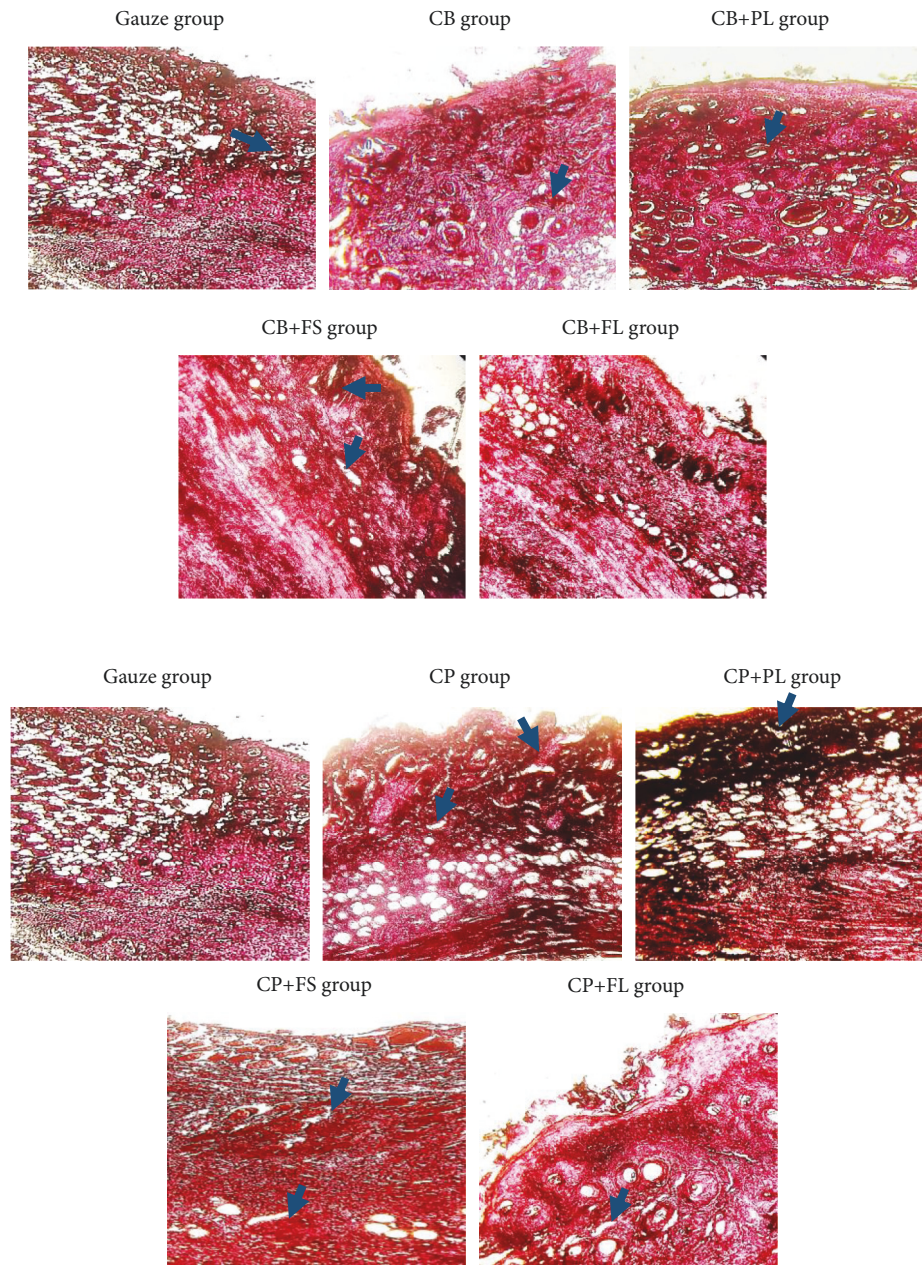 Gauze group
CB group
CB+PL group
CB+FS group
CB+FL group
Gauze group
CP group
CP+PL group
CP+FS group
CP+FL group